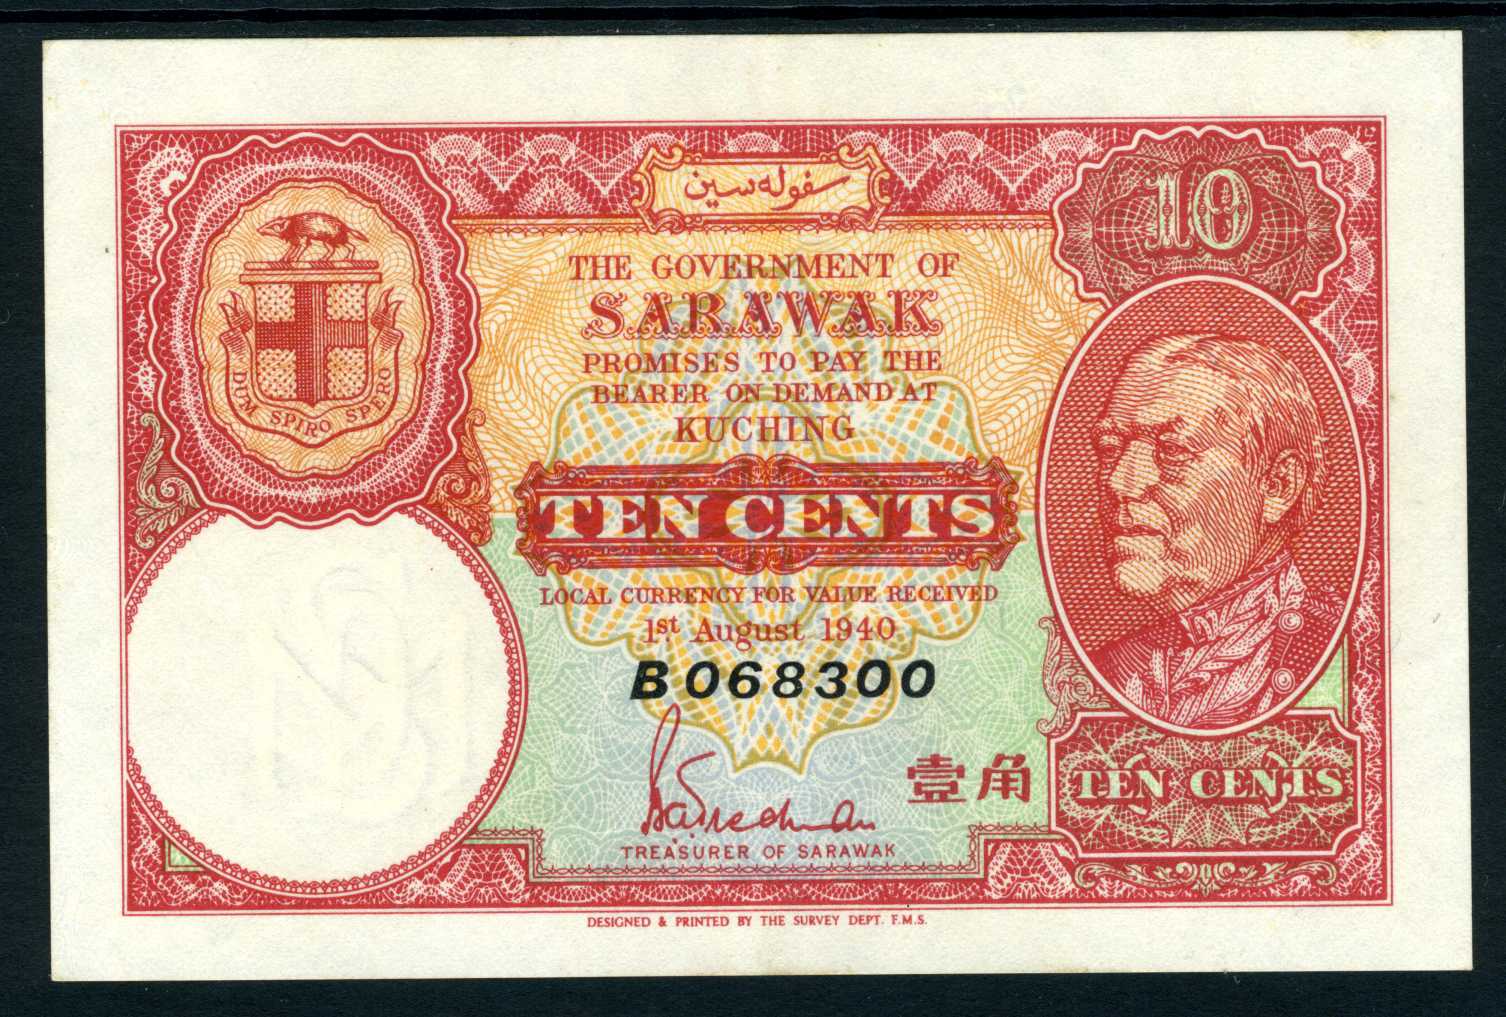 سفوله سين
10
THE GOVERNMENT OF
SARAWAK
PROMISES TO PAY THE
BEARER ON DEMAND AT
KUCHING
DUM SPIRO SPERO
TEN CENTS
LOCAL CURRENCY FOR VALUE RECEIVED
1st August 1940
B068300
壹角
TEN CENTS
TREASURER OF SARAWAK
DESIGNED & PRINTED BY THE SURVEY DEPT. F.M.S.